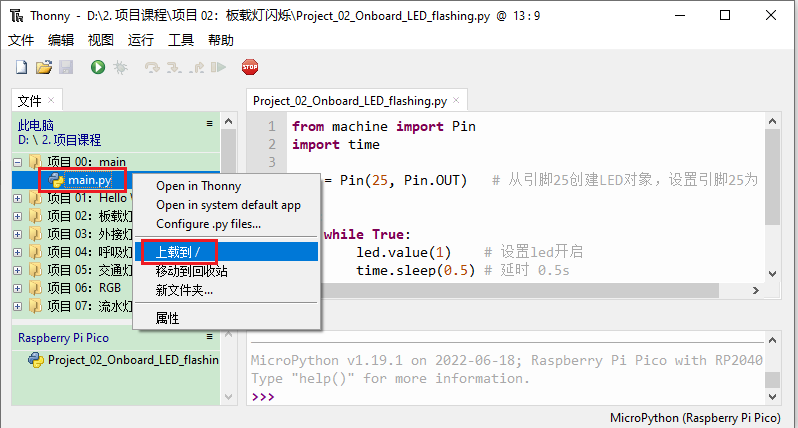 Thonny - D:\2. 项目课程\项目 02：板载灯闪烁\Project_02_Onboard_LED_flashing.py @ 13 : 9
文件 编辑 视图 运行 工具 帮助
STOP
文件
此电脑
D: \ 2. 项目课程
项目 00：main
main.py
项目 01：Hello
项目 02：板载灯
项目 03：外接灯
项目 04：呼吸灯
项目 05：交通灯
项目 06：RGB
项目 07：流水灯
Open in Thonny
Open in system default app
Configure .py files...
上载到 /
移动到回收站
新文件夹...
属性
Raspberry Pi Pico
Project_02_Onboard_LED_flashin
Project_02_Onboard_LED_flashing.py
1 from machine import Pin
2 import time
3
= Pin(25, Pin.OUT) # 从引脚25创建LED对象，设置引脚25为
while True:
led.value(1) # 设置led开启
time.sleep(0.5) # 延时 0.5s
MicroPython v1.19.1 on 2022-06-18; Raspberry Pi Pico with RP2040
Type "help()" for more information.
>>>
MicroPython (Raspberry Pi Pico)